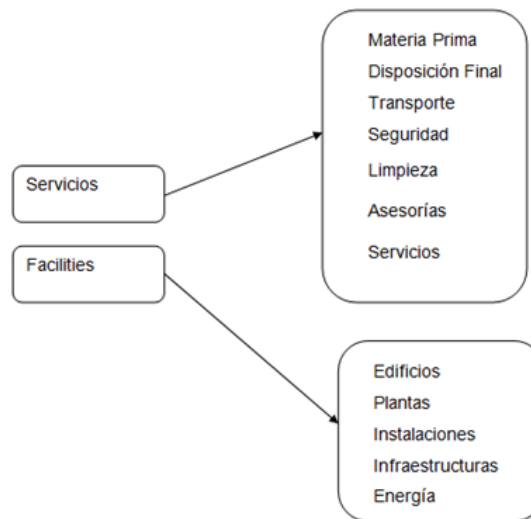 Servicios
Facilities
Materia Prima
Disposición Final
Transporte
Seguridad
Limpieza
Asesorías
Servicios
Edificios
Plantas
Instalaciones
Infraestructuras
Energía